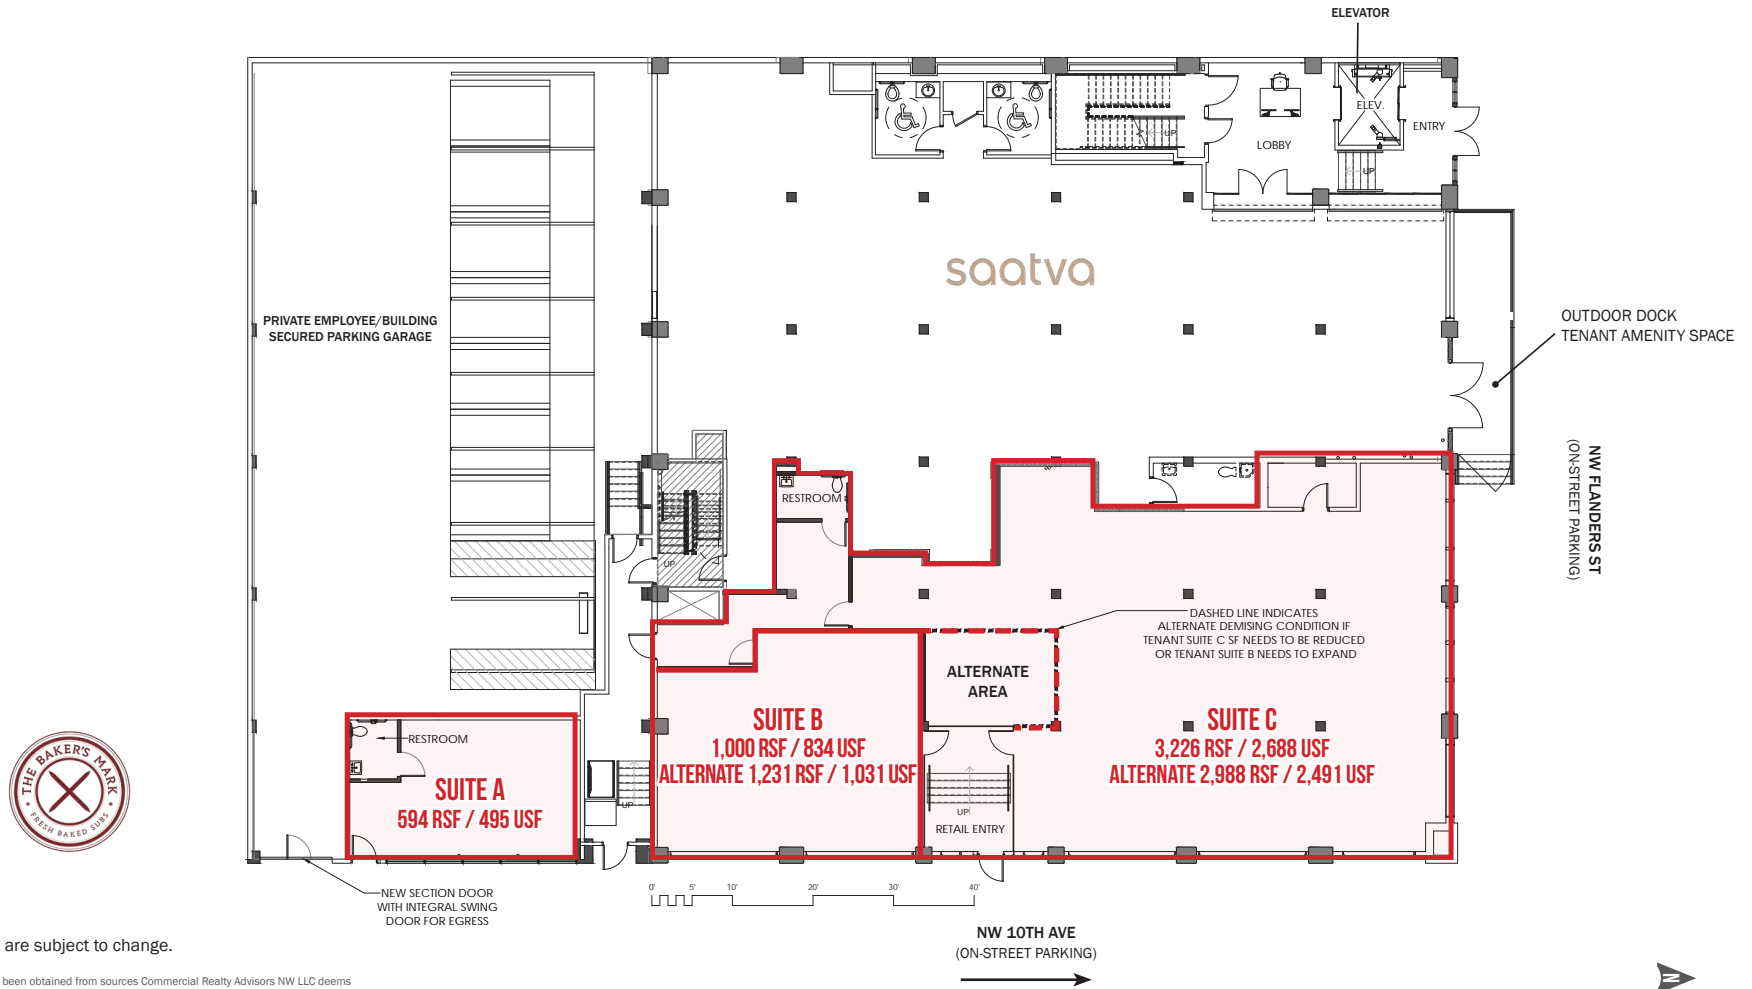 ELEVATOR
ELEV.
ENTRY
LOBBY
UP
UP
saatva
PRIVATE EMPLOYEE/BUILDING
SECURED PARKING GARAGE
OUTDOOR DOCK
TENANT AMENITY SPACE
NW FLANDERS ST
(ON-STREET PARKING)
RESTROOM
UP
DASHED LINE INDICATES
ALTERNATE DEMISING CONDITION IF
TENANT SUITE C SF NEEDS TO BE REDUCED
OR TENANT SUITE B NEEDS TO EXPAND
ALTERNATE
AREA
SUITE B
1,000 RSF / 834 USF
ALTERNATE 1,231 RSF / 1,031 USF
SUITE C
3,226 RSF / 2,688 USF
ALTERNATE 2,988 RSF / 2,491 USF
RESTROOM
SUITE A
594 RSF / 495 USF
THE BAKER'S MARK
• FRESH BAKED SUBS •
UP
UP
RETAIL ENTRY
NEW SECTION DOOR
WITH INTEGRAL SWING
DOOR FOR EGRESS
0' 5' 10' 20' 30' 40'
NW 10TH AVE
(ON-STREET PARKING)
are subject to change.
been obtained from sources Commercial Realty Advisors NW LLC deems
N